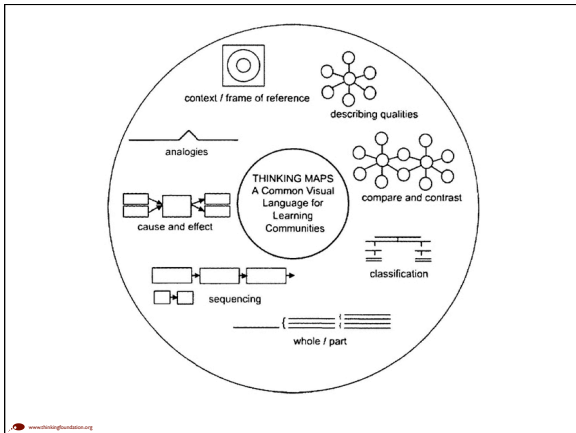 context / frame of reference
describing qualities
analogies
THINKING MAPS
A Common Visual
Language for
Learning
Communities
compare and contrast
cause and effect
classification
sequencing
whole / part
www.thinkingfoundation.org